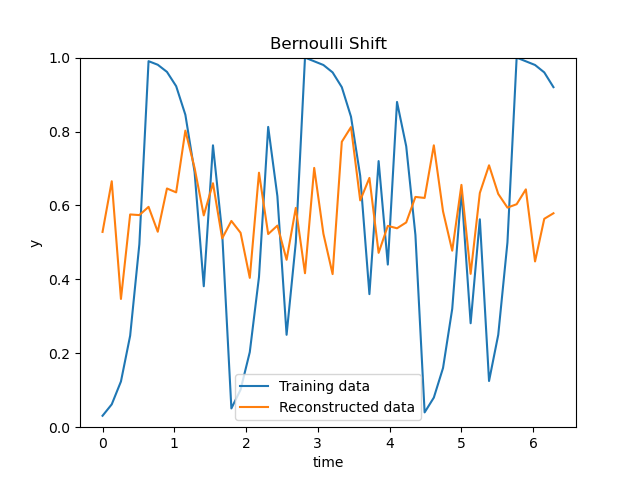 Bernoulli Shift
1.0
0.8
0.6
0.4
0.2
0.0
y
0 1 2 3 4 5 6
time
Training data
Reconstructed data